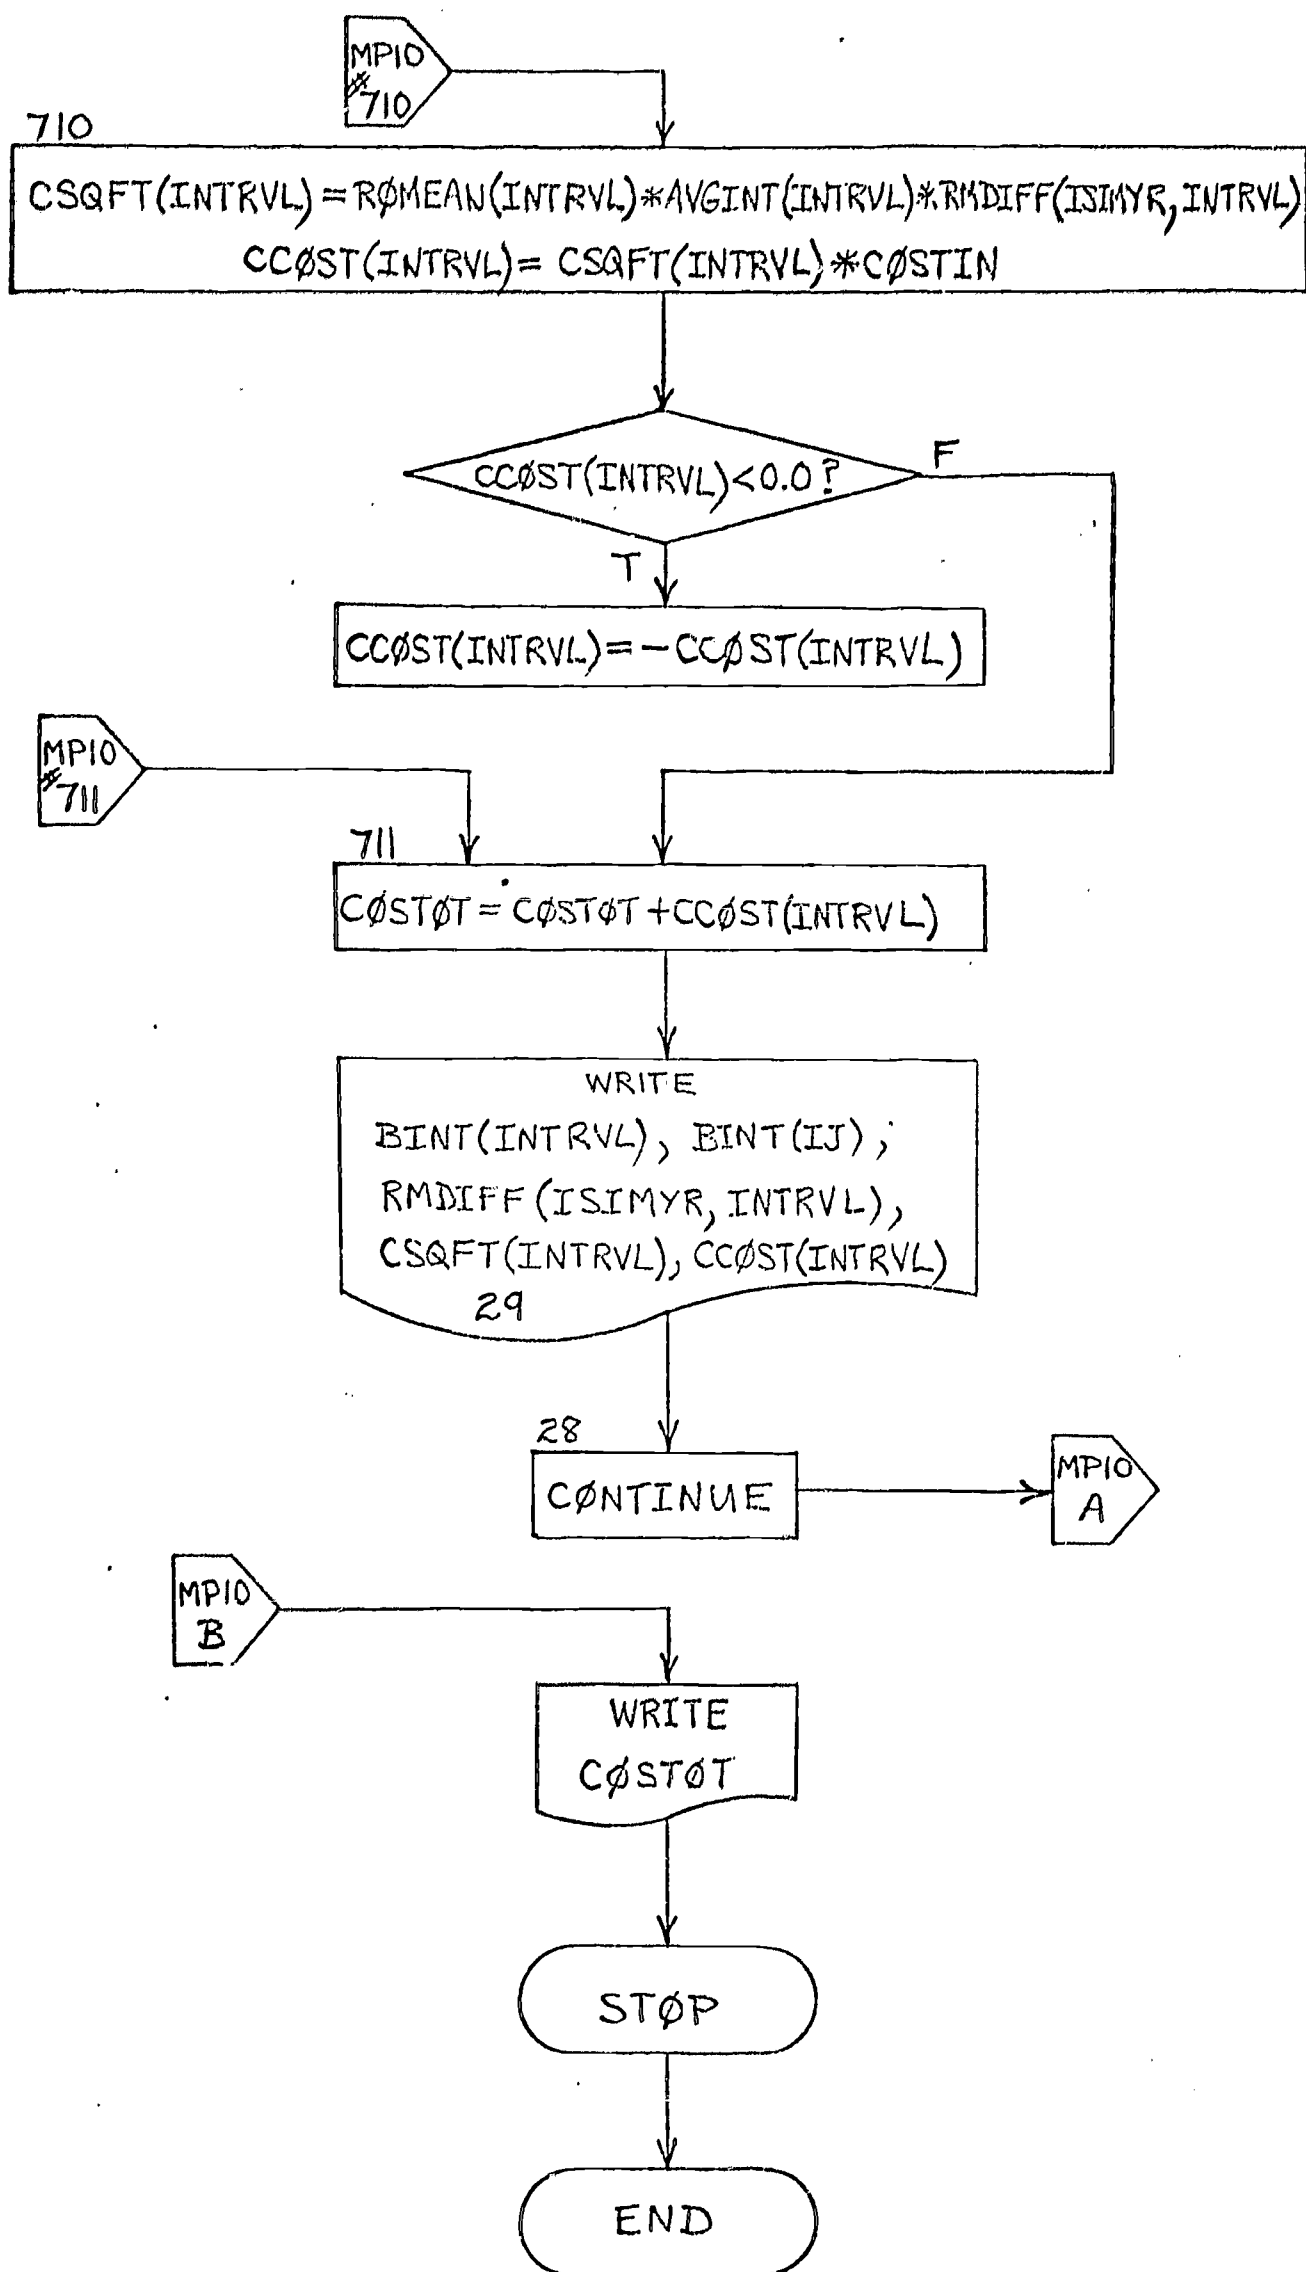 MP10
#710
710
CSQFT(INTRVL)=RØMEAN(INTRVL)*AVGINT(INTRVL)*RMDIFF(ISIMYR,INTRVL)
CCØST(INTRVL)= CSQFT(INTRVL)*CØSTIN
CCØST(INTRVL)<0.0?
F
T
CCØST(INTRVL)=-CCØST(INTRVL)
MP10
#711
711
CØSTØT=CØSTØT+CCØST(INTRVL)
WRITE
BINT(INTRVL), BINT(IJ),
RMDIFF(ISIMYR, INTRVL),
CSQFT(INTRVL), CCØST(INTRVL)
29
28
CØNTINUE
MP10
A
MP10
B
WRITE
CØSTØT
STØP
END